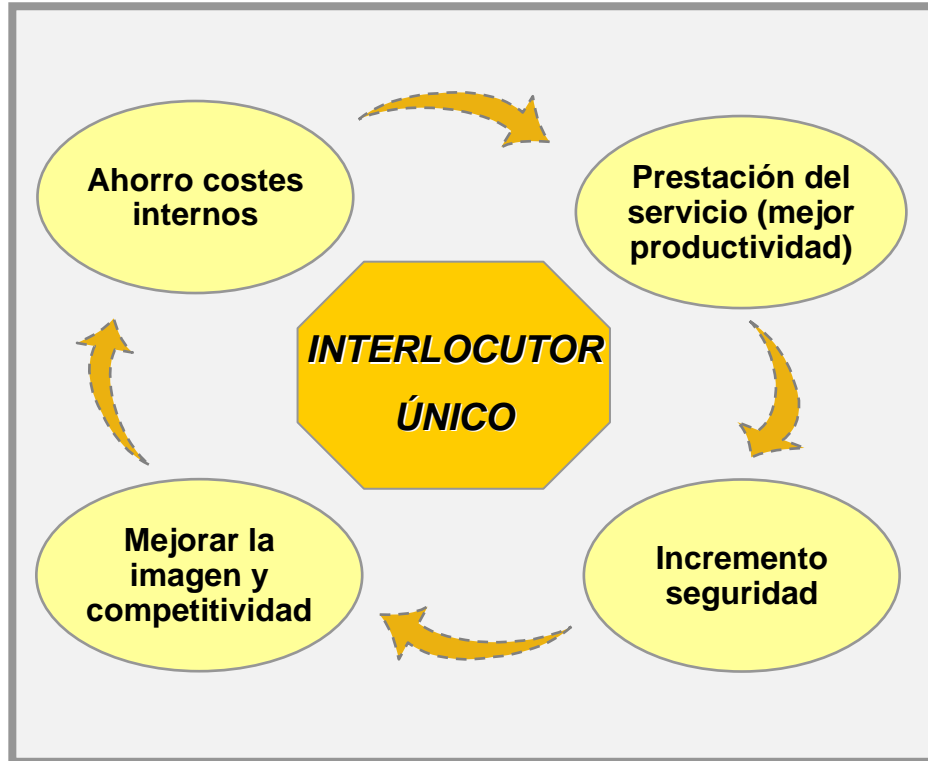 Ahorro costes
internos
Prestación del
servicio (mejor
productividad)
INTERLOCUTOR
ÚNICO
Mejorar la
imagen y
competitividad
Incremento
seguridad